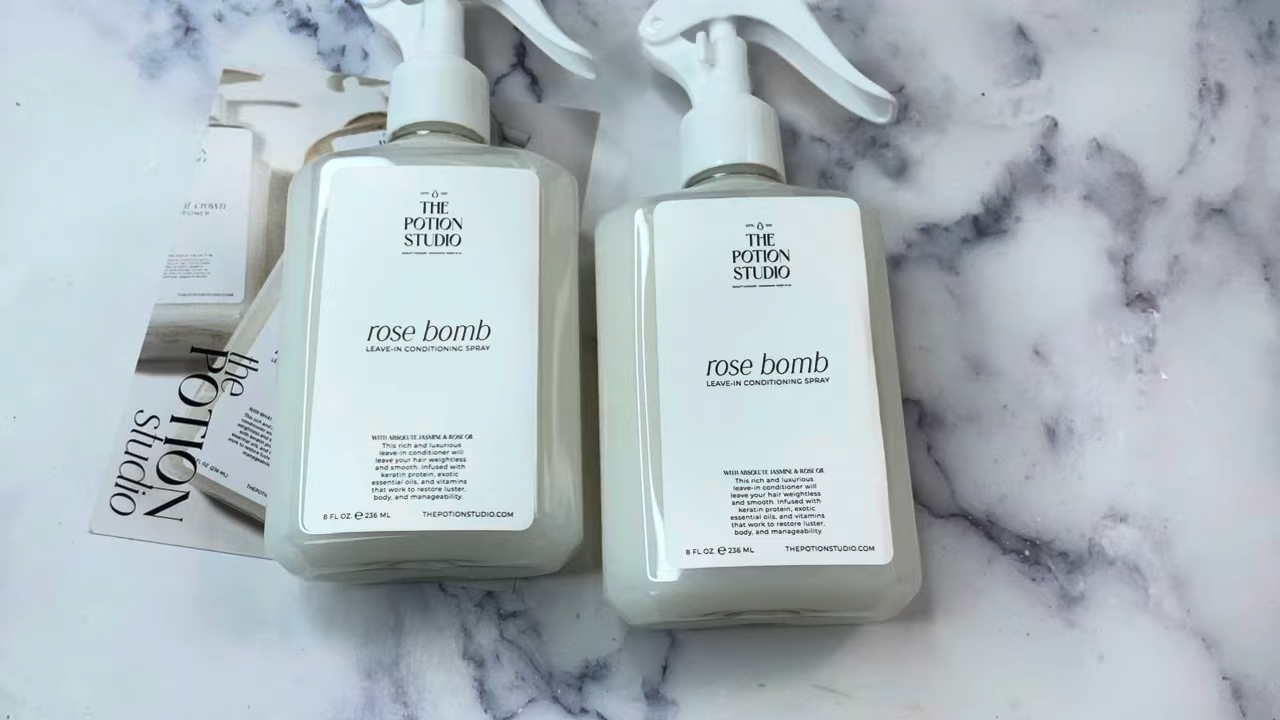 THE
POTION
STUDIO
rose bomb
LEAVE-IN CONDITIONING SPRAY
WITH ABSOLUTE JASMINE & ROSE OIL
This rich and luxurious
leave-in conditioner will
leave your hair weightless
and smooth. Infused with
keratin protein, exotic
essential oils, and vitamins
that work to restore luster,
body, and manageability.
8 FL OZ. ℮ 236 ML THEPOTIONSTUDIO.COM
THE
POTION
STUDIO
rose bomb
LEAVE-IN CONDITIONING SPRAY
WITH ABSOLUTE JASMINE & ROSE OIL
This rich and luxurious
leave-in conditioner will
leave your hair weightless
and smooth. Infused with
keratin protein, exotic
essential oils, and vitamins
that work to restore luster,
body, and manageability
8 FL OZ. ℮ 236 ML THEPOTIONSTUDIO.COM
crown
the
POTION
studio